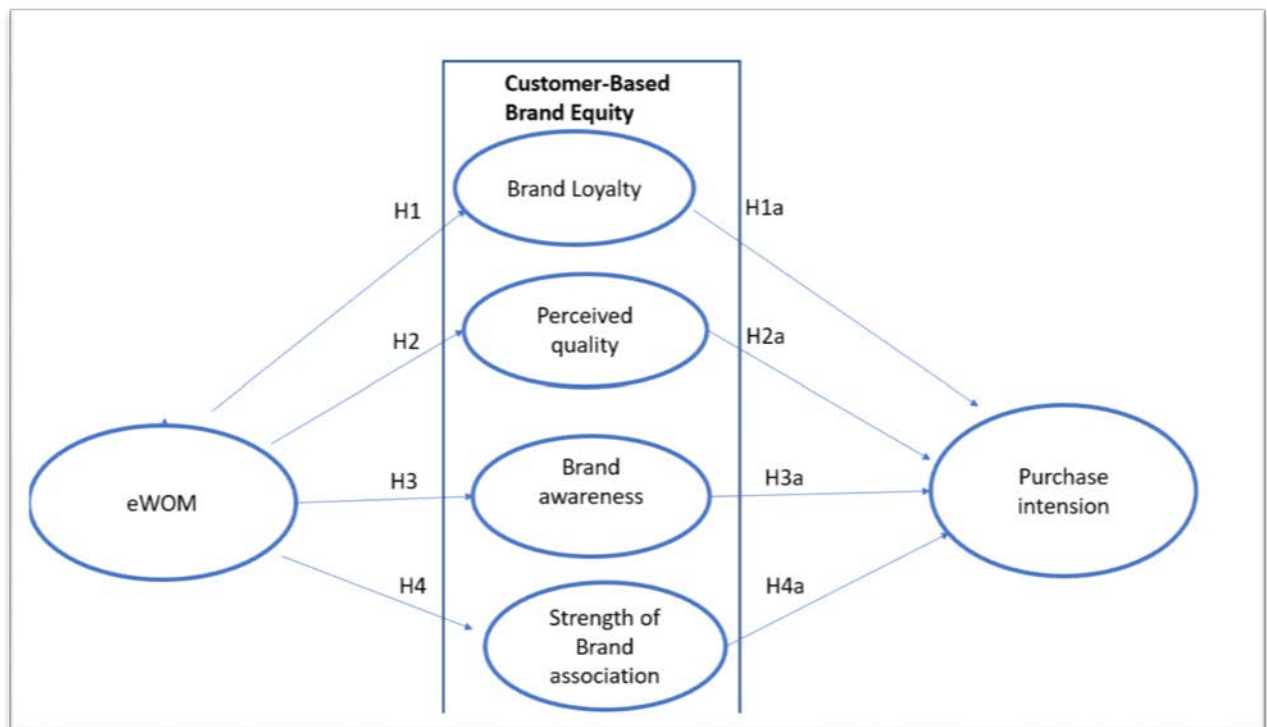 Customer-Based
Brand Equity
Brand Loyalty
H1
H1a
Perceived
quality
H2
H2a
eWOM
H3
Brand
awareness
H3a
Purchase
intension
H4
Strength of
Brand
association
H4a